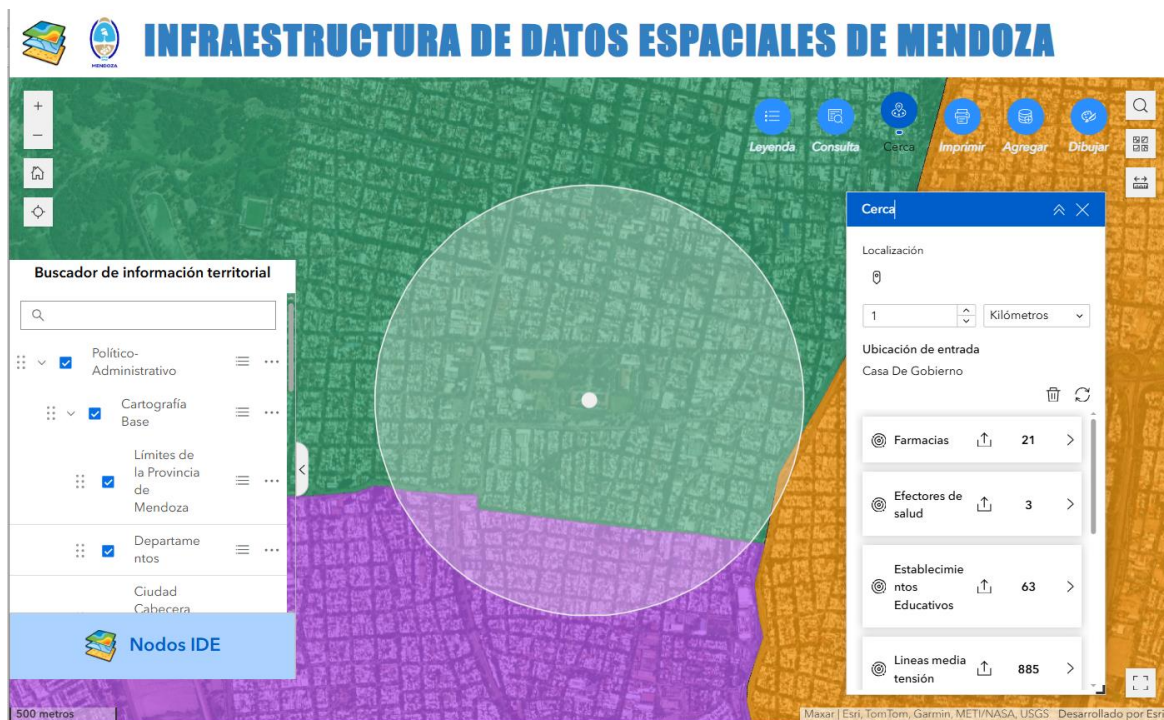 MENDOZA
INFRAESTRUCTURA DE DATOS ESPACIALES DE MENDOZA
Leyenda
Consulta
Cerca
Imprimir
Agregar
Dibujar
Buscador de información territorial
Político-
Administrativo
Cartografía
Base
Límites de
la Provincia
de
Mendoza
Departame
ntos
Ciudad
Cabecera
Nodos IDE
500 metros
Cerca
Localización
1
Kilómetros
Ubicación de entrada
Casa De Gobierno
Farmacias 21
Efectores de
salud 3
Establecimie
ntos 63
Educativos
Lineas media
tensión 885
Maxar | Esri, TomTom, Garmin, METI/NASA, USGS Desarrollado por Esri